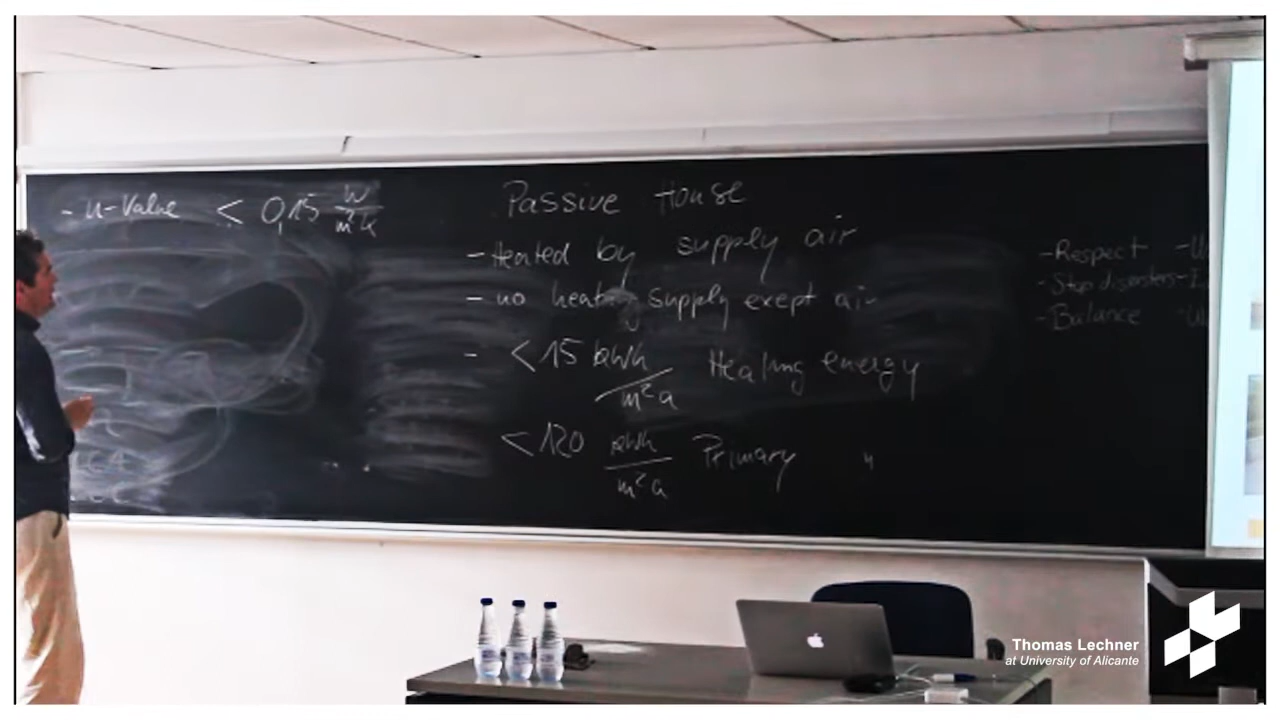 - u-Value < 0,15 W/m²k
Passive House
- Heated by supply air
- no heating supply exept air
- < 15 kWh/m²a Heating energy
< 120 kWh/m²a Primary "
- Respect
- Stop disorders
- Balance
Thomas Lechner
at University of Alicante